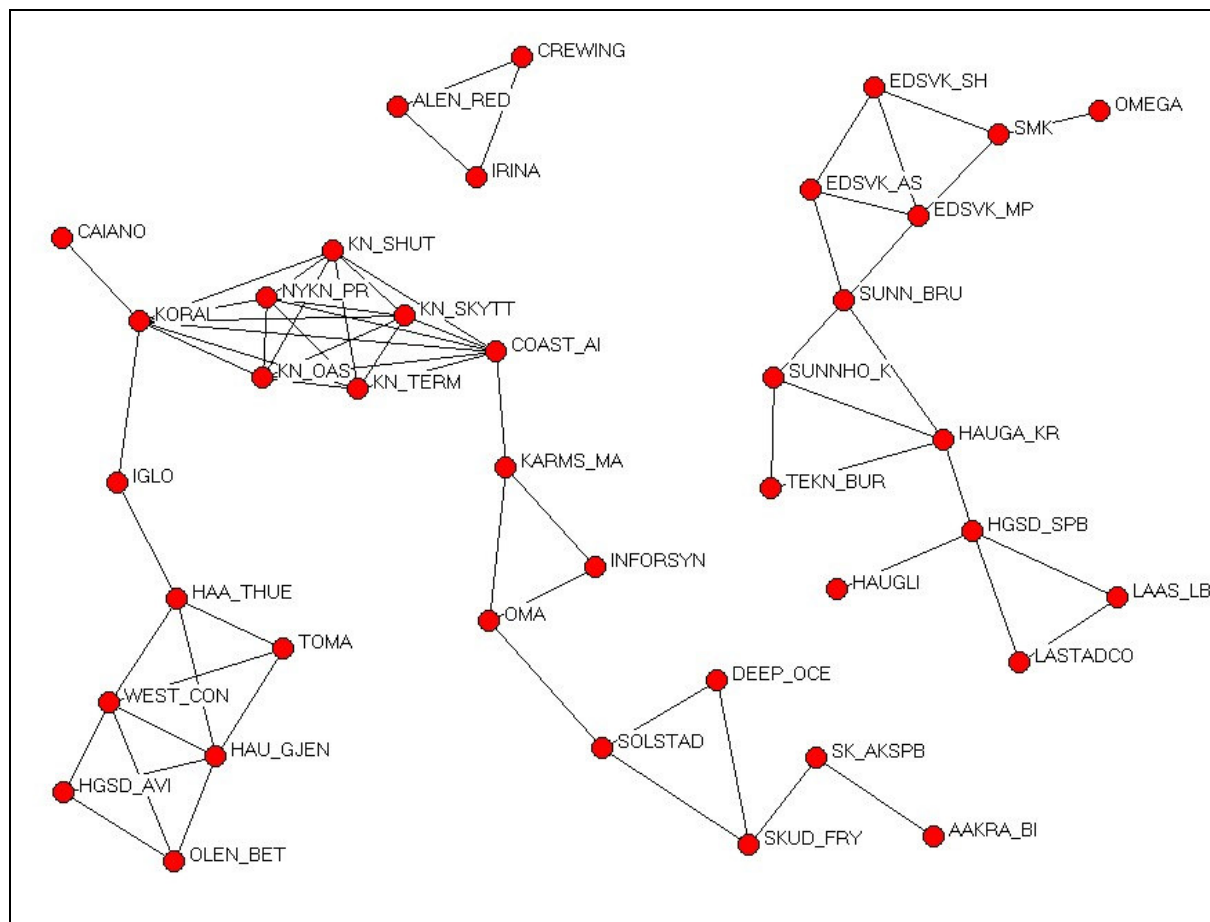 CREWING
EDSVK_SH
ALEN_RED
OMEGA
SMK
IRINA
EDSVK_AS
EDSVK_MP
CAIANO
KN_SHUT
NYKN_PR
SUNN_BRU
KORAL
KN_SKYTT
COAST_AI
SUNNHO_K
KN_OAS
KN_TERM
HAUGA_KR
KARMS_MA
IGLO
TEKN_BUR
HGSD_SPB
INFORSYN
HAUGLI
LAAS_LB
HAA_THUE
OMA
TOMA
LASTADCO
DEEP_OCE
WEST_CON
SOLSTAD
HAU_GJEN
SK_AKSPB
HGSD_AVI
SKUD_FRY
AAKRA_BI
OLEN_BET